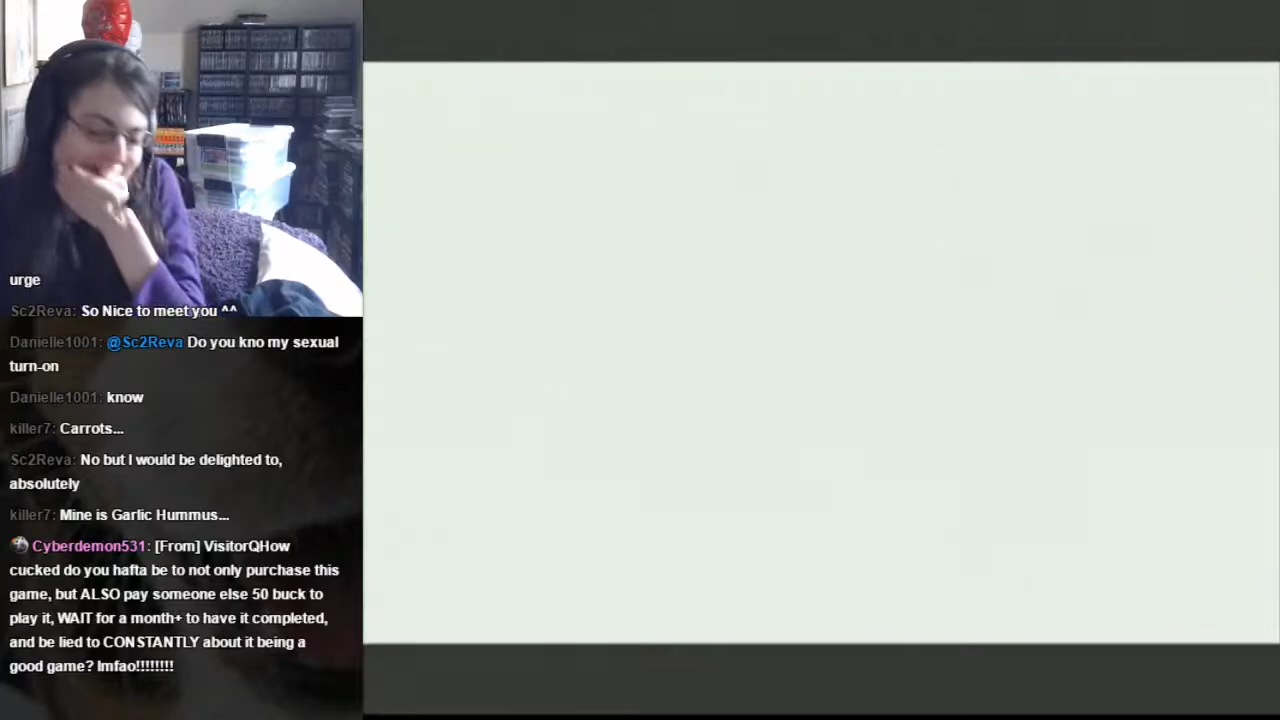 urge
Sc2Reva: So Nice to meet you ^^
Danielle1001: @Sc2Reva Do you kno my sexual
turn-on
Danielle1001: know
killer7: Carrots...
Sc2Reva: No but I would be delighted to,
absolutely
killer7: Mine is Garlic Hummus...
Cyberdemon531: [From] VisitorQHow
cucked do you hafta be to not only purchase this
game, but ALSO pay someone else 50 buck to
play it, WAIT for a month+ to have it completed,
and be lied to CONSTANTLY about it being a
good game? lmfao!!!!!!!!